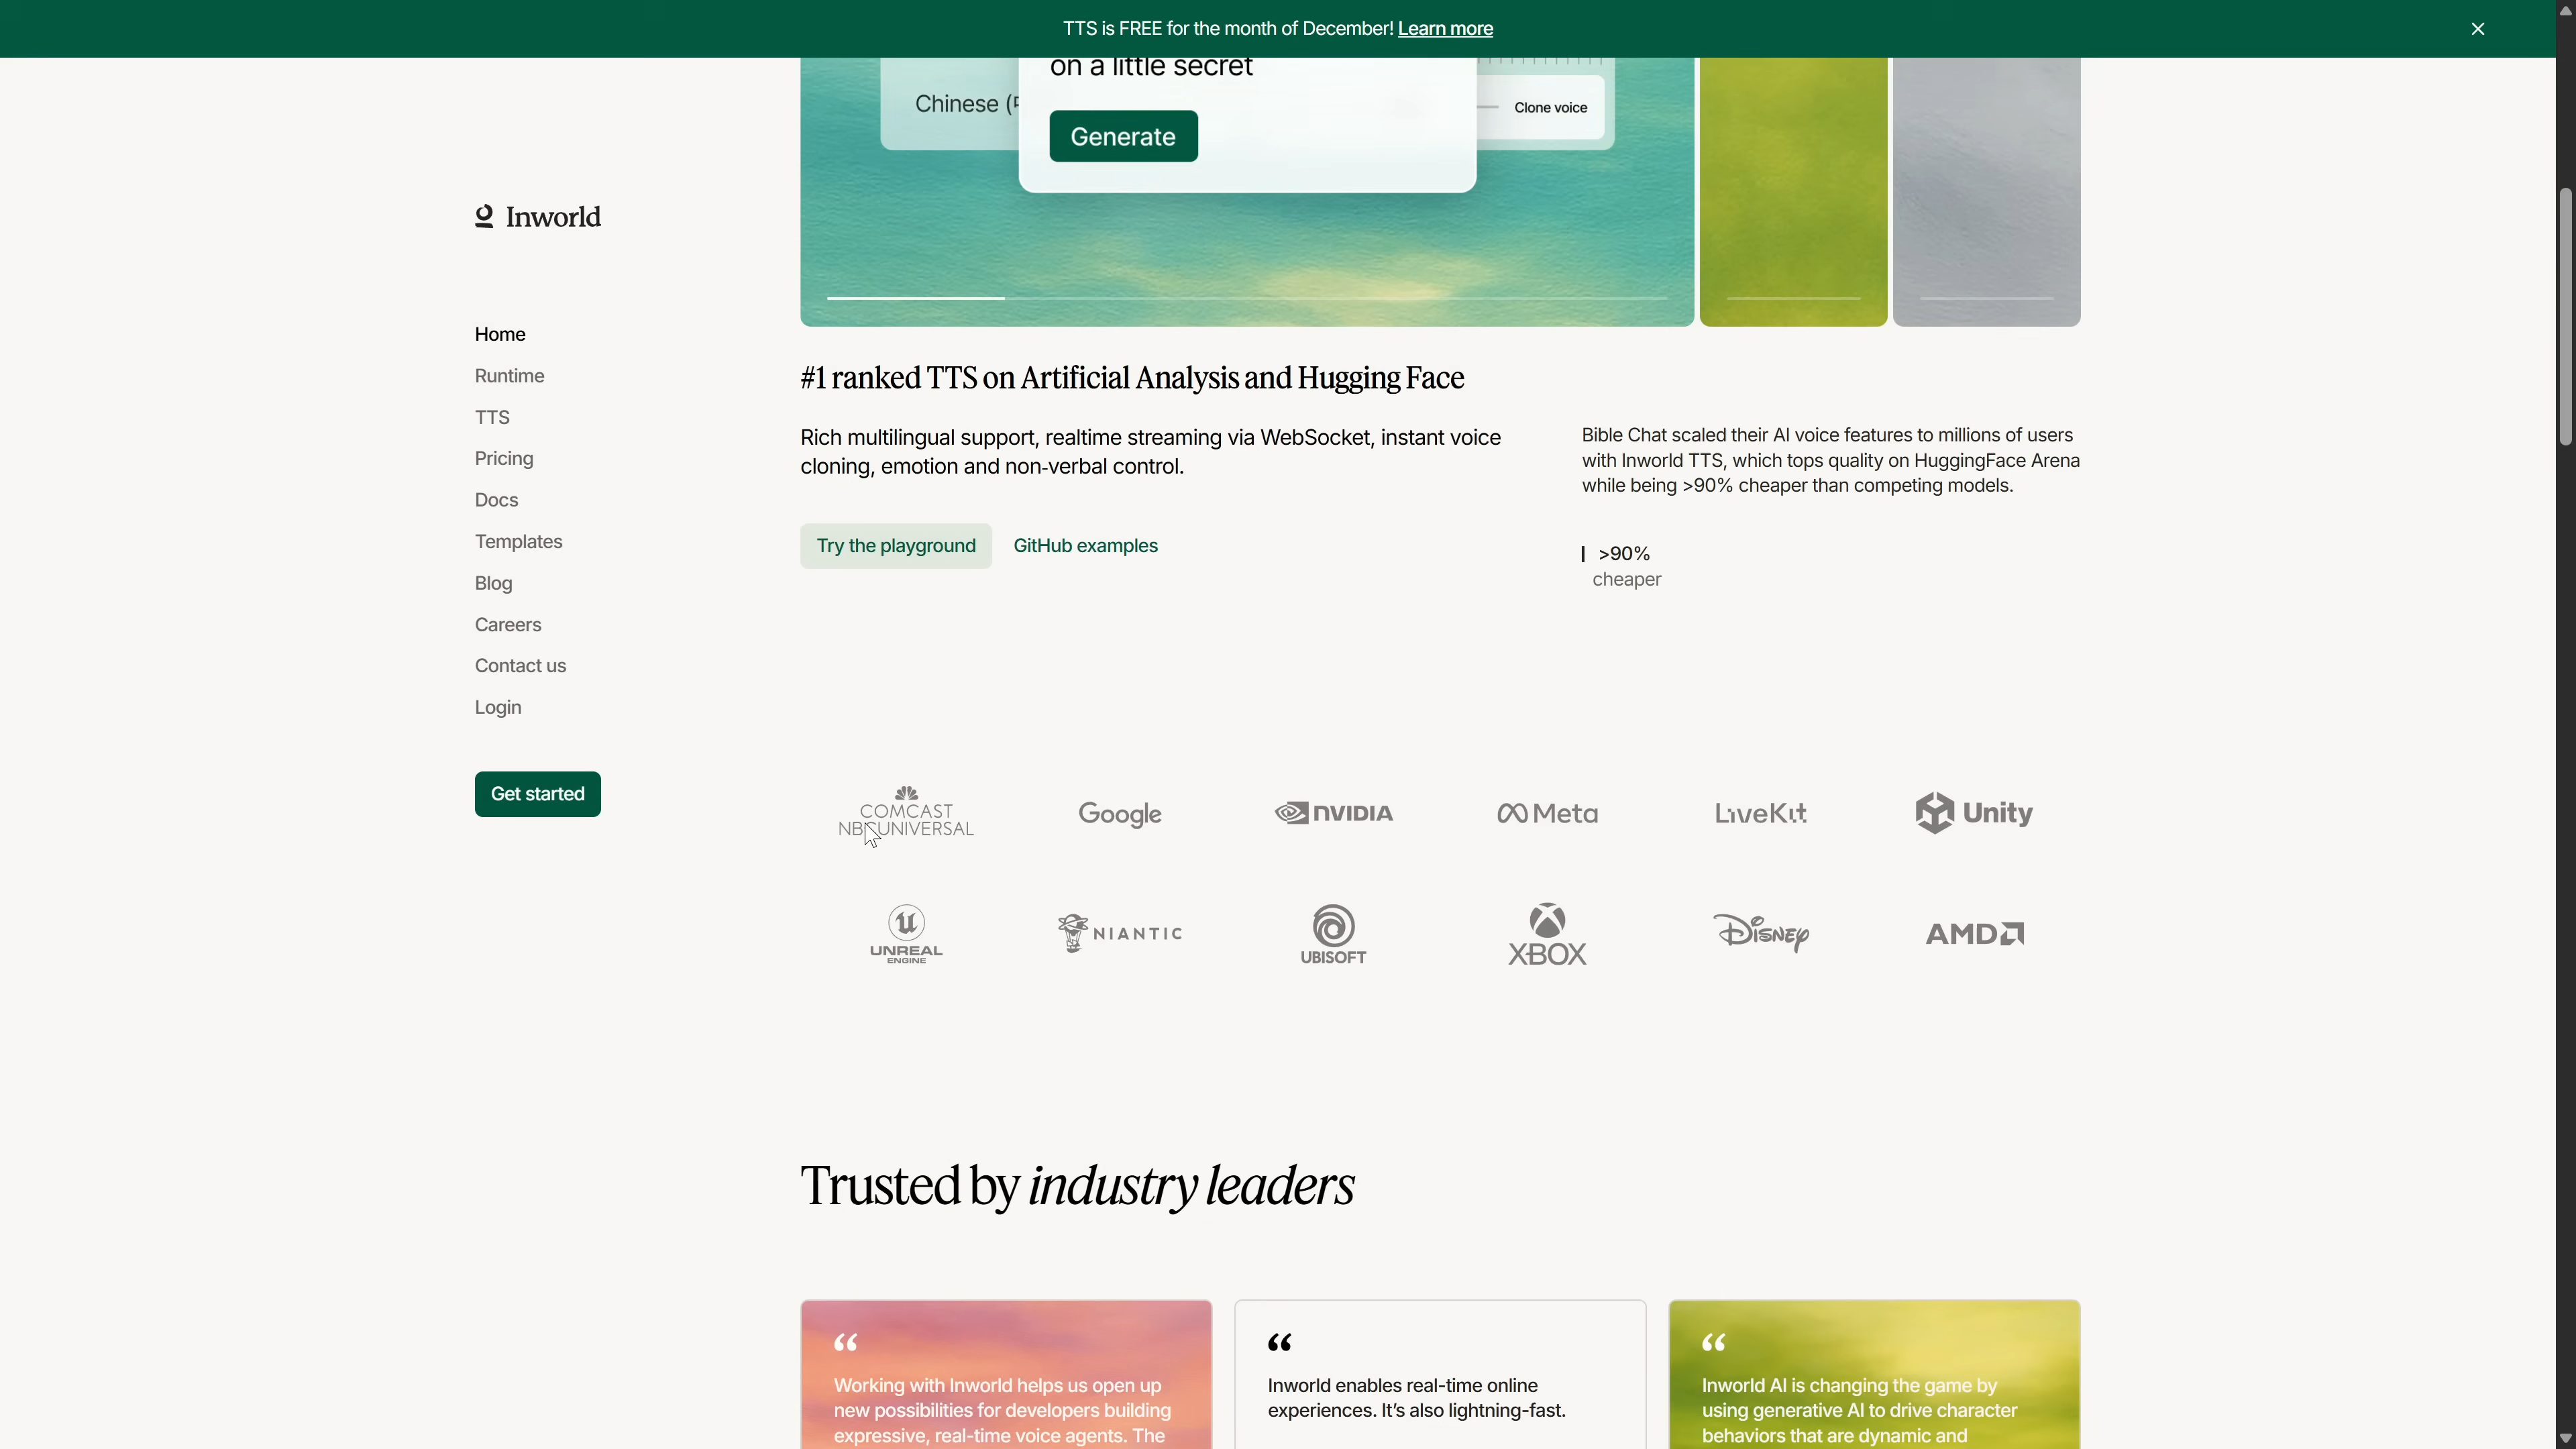 TTS is FREE for the month of December! Learn more
on a little secret
Chinese (
Generate
Clone voice
Inworld
Home
Runtime
TTS
Pricing
Docs
Templates
Blog
Careers
Contact us
Login
Get started
#1 ranked TTS on Artificial Analysis and Hugging Face
Rich multilingual support, realtime streaming via WebSocket, instant voice
cloning, emotion and non-verbal control.
Try the playground
GitHub examples
Bible Chat scaled their AI voice features to millions of users
with Inworld TTS, which tops quality on HuggingFace Arena
while being >90% cheaper than competing models.
>90%
cheaper
COMCAST
NBCUNIVERSAL
Google
NVIDIA
Meta
LiveKit
Unity
UNREAL
ENGINE
NIANTIC
UBISOFT
XBOX
Disney
AMD
Trusted by industry leaders
“
Working with Inworld helps us open up
new possibilities for developers building
expressive, real-time voice agents. The
“
Inworld enables real-time online
experiences. It’s also lightning-fast.
“
Inworld AI is changing the game by
using generative AI to drive character
behaviors that are dynamic and